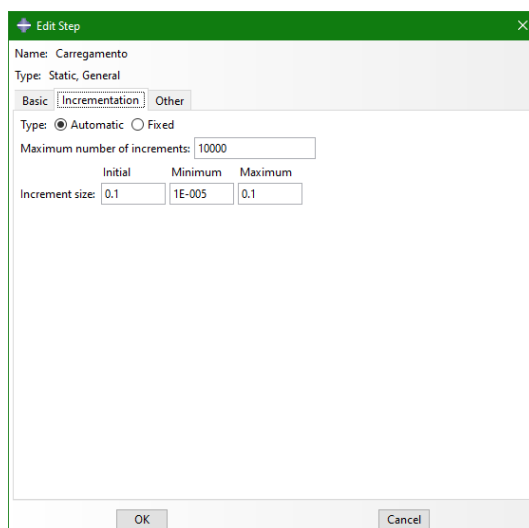 Edit Step
Name: Carregamento
Type: Static, General
Basic Incrementation Other
Type: Automatic Fixed
Maximum number of increments: 10000
Initial Minimum Maximum
Increment size: 0.1 1E-005 0.1
OK Cancel